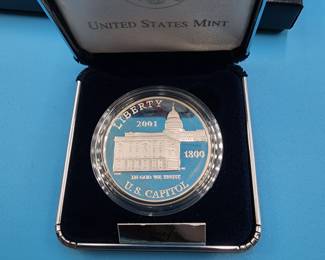 UNITED STATES MINT
LIBERTY
2001
1800
IN GOD WE TRUST
U.S. CAPITOL